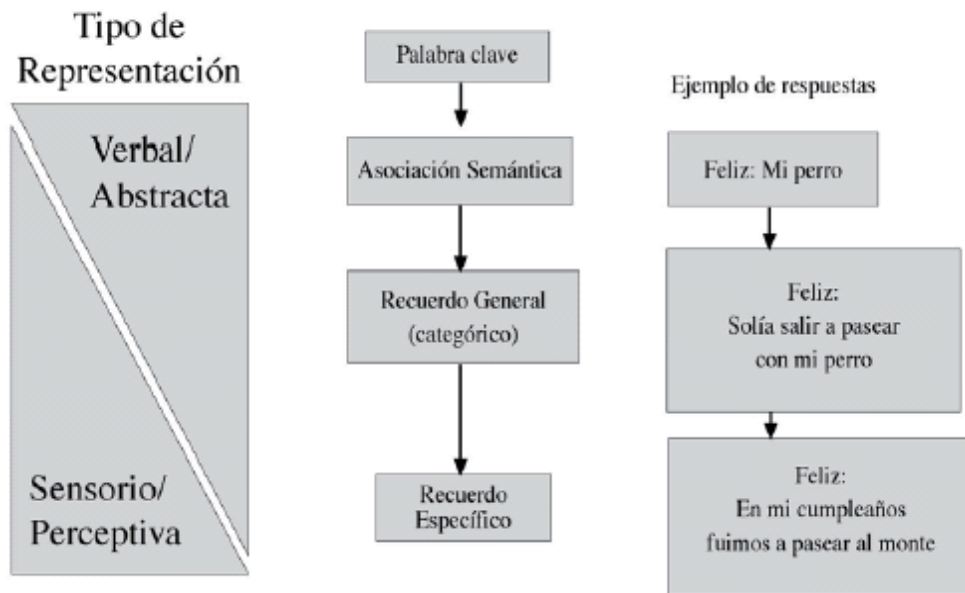 Tipo de
Representación
Verbal/
Abstracta
Sensorio/
Perceptiva
Palabra clave
Asociación Semántica
Recuerdo General
(categórico)
Recuerdo
Específico
Ejemplo de respuestas
Feliz: Mi perro
Feliz:
Solía salir a pasear
con mi perro
Feliz:
En mi cumpleaños
fuimos a pasear al monte